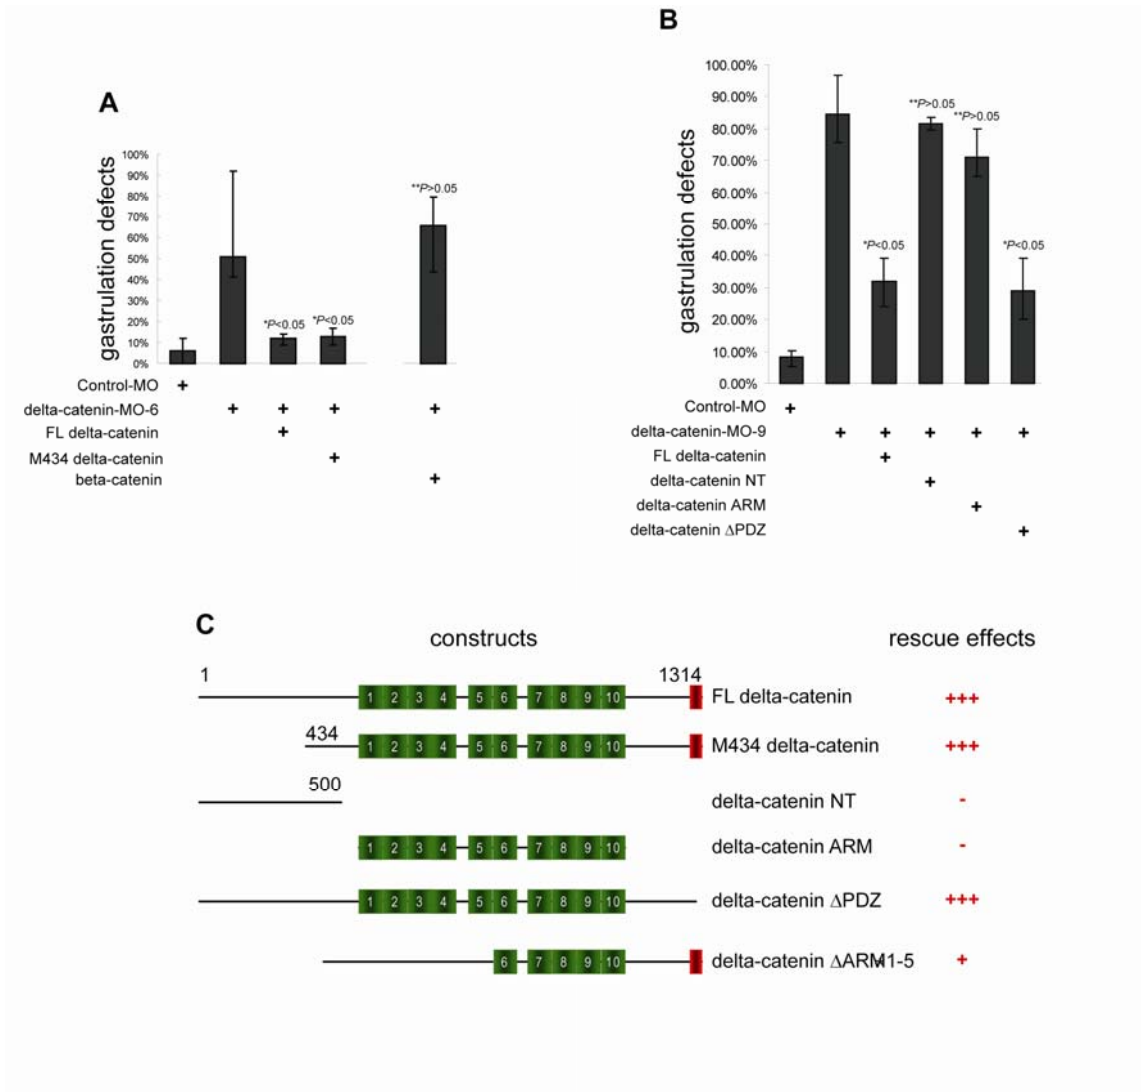 A
gastrulation defects
100%
90%
80%
70%
60%
50%
40%
30%
20%
10%
0%
*P<0.05
*P<0.05
**P>0.05
Control-MO +
delta-catenin-MO-6 + + + +
FL delta-catenin +
M434 delta-catenin +
beta-catenin +
B
gastrulation defects
100.00%
90.00%
80.00%
70.00%
60.00%
50.00%
40.00%
30.00%
20.00%
10.00%
0.00%
*P<0.05
**P>0.05
**P>0.05
*P<0.05
Control-MO +
delta-catenin-MO-9 + + + + +
FL delta-catenin +
delta-catenin NT +
delta-catenin ARM +
delta-catenin ΔPDZ +
C
constructs rescue effects
1 1314
1 2 3 4 5 6 7 8 9 10 FL delta-catenin +++
434
1 2 3 4 5 6 7 8 9 10 M434 delta-catenin +++
500
delta-catenin NT -
1 2 3 4 5 6 7 8 9 10 delta-catenin ARM -
1 2 3 4 5 6 7 8 9 10 delta-catenin ΔPDZ +++
6 7 8 9 10 delta-catenin ΔARM1-5 +